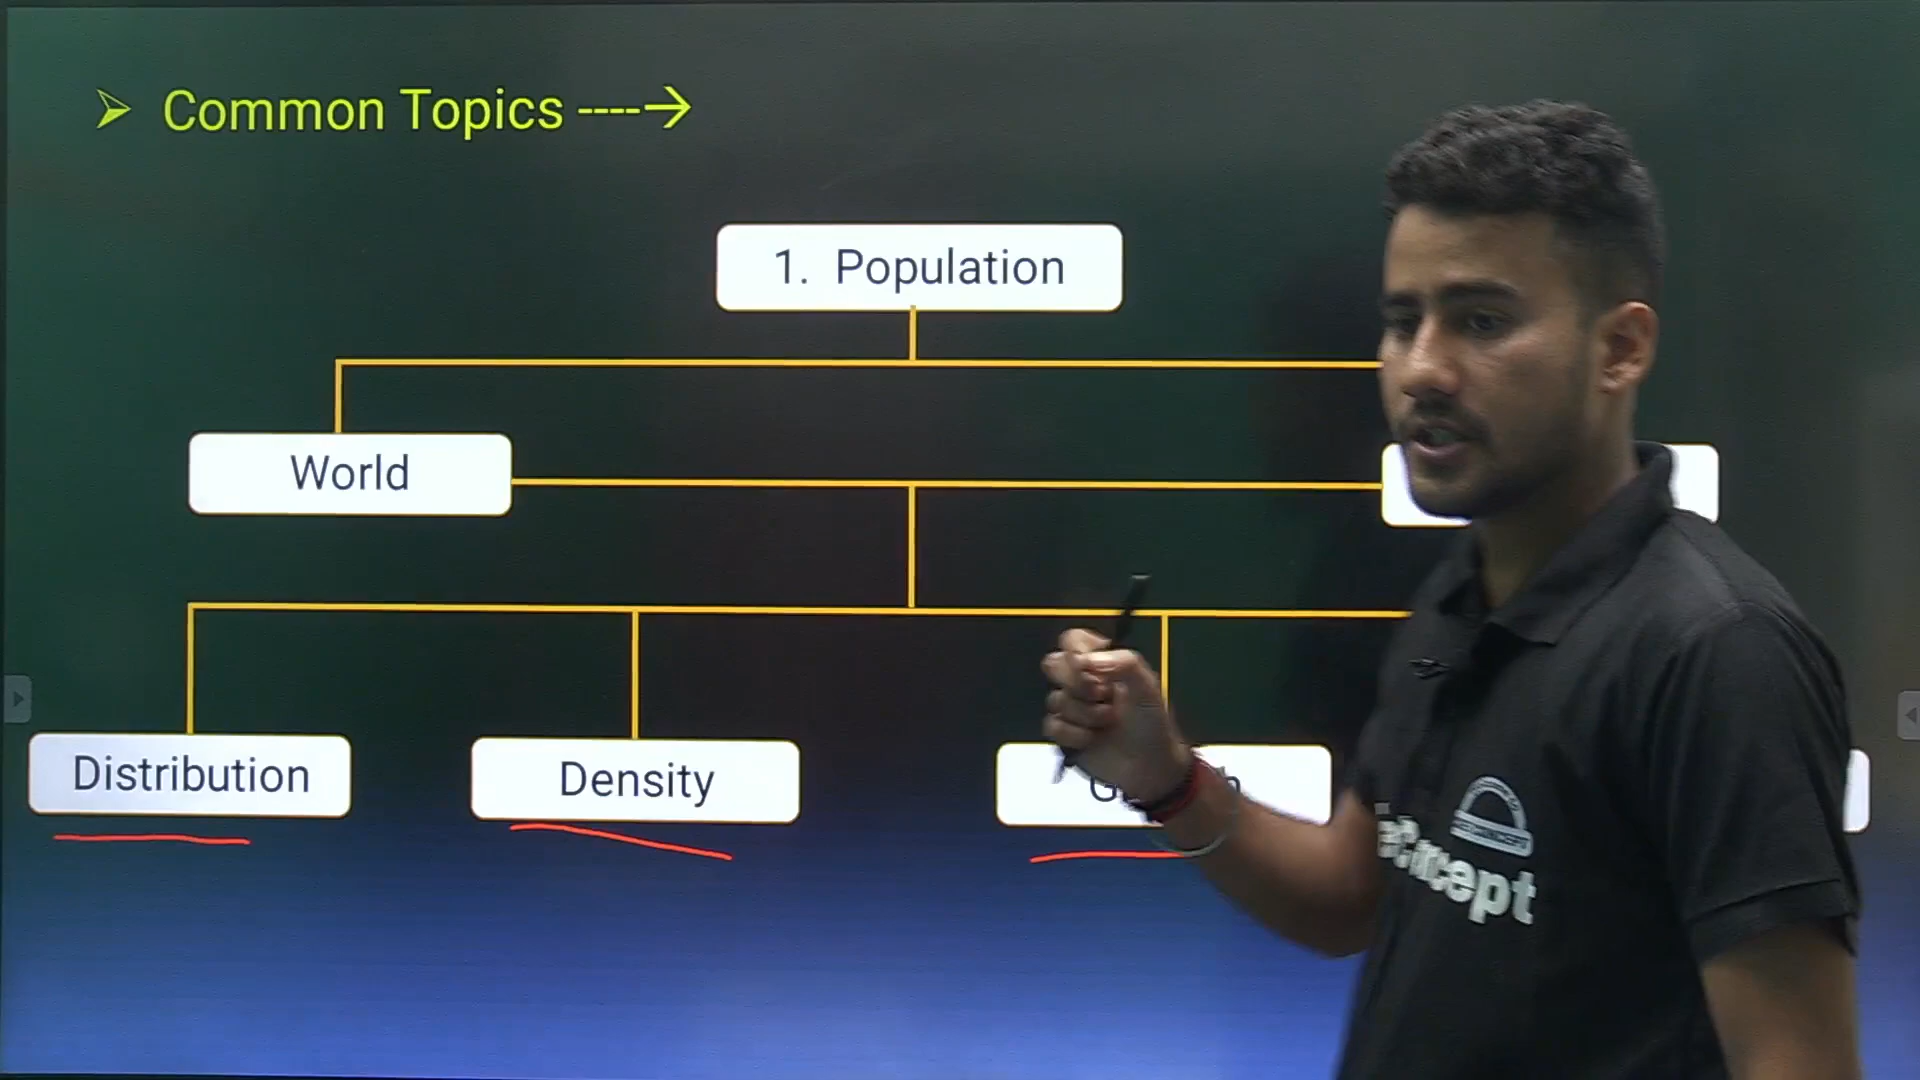 ➢ Common Topics ----→
1. Population
World
Distribution
Density